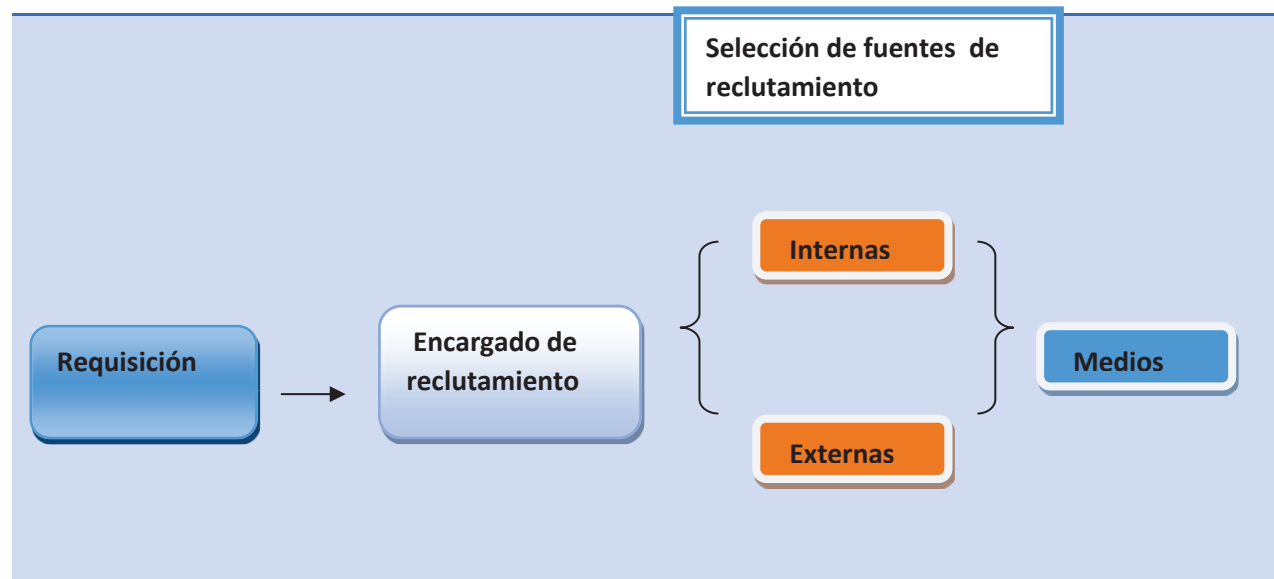 Selección de fuentes de
reclutamiento
Internas
Requisición
Encargado de
reclutamiento
Medios
Externas